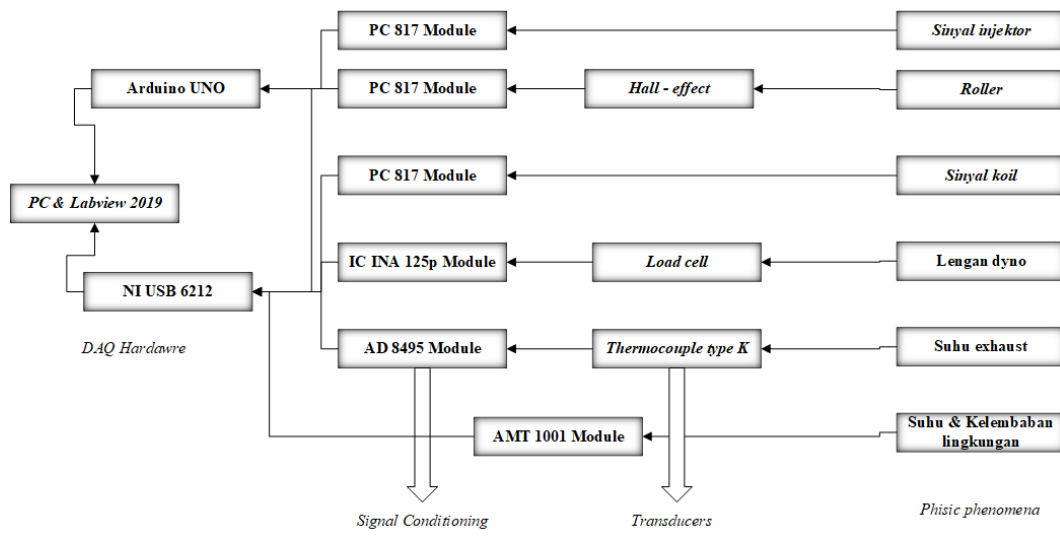 PC 817 Module
Sinyal injektor
Arduino UNO
PC 817 Module
Hall - effect
Roller
PC 817 Module
Sinyal koil
PC & Labview 2019
IC INA 125p Module
Load cell
Lengan dyno
NI USB 6212
DAQ Hardawre
AD 8495 Module
Thermocouple type K
Suhu exhaust
AMT 1001 Module
Suhu & Kelembaban
lingkungan
Signal Conditioning
Transducers
Phisic phenomena